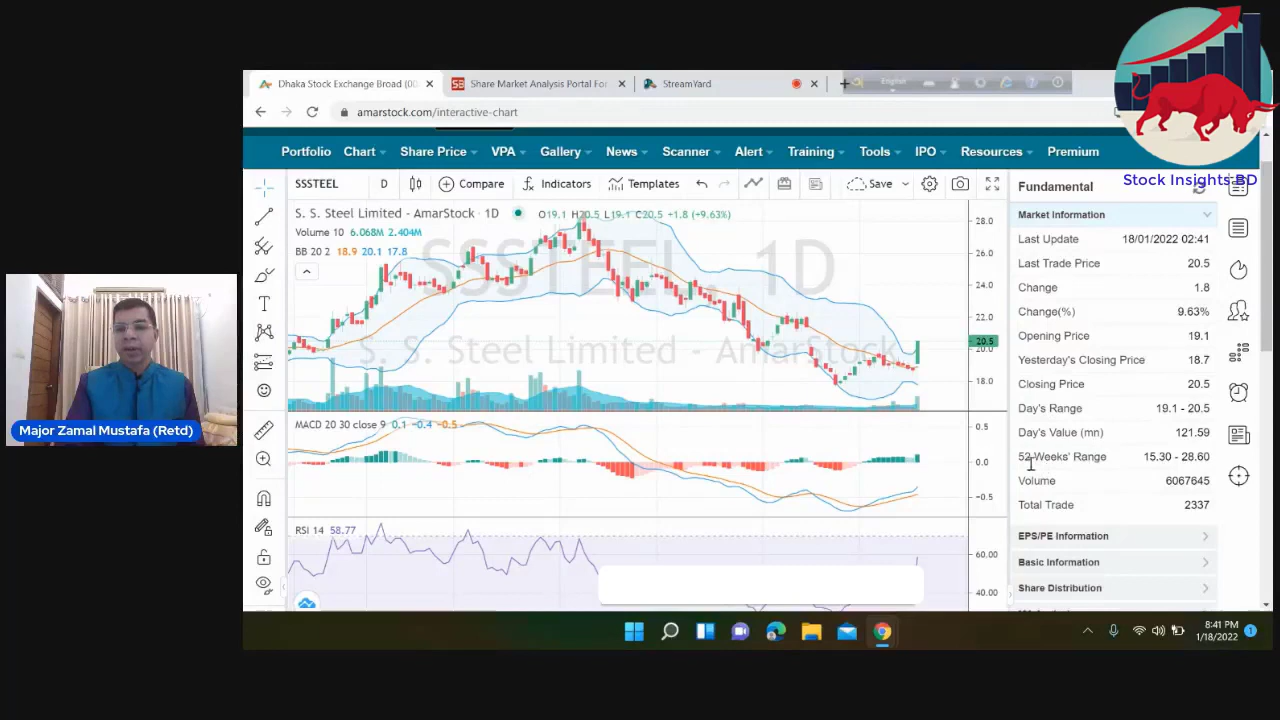 Dhaka Stock Exchange Broad (08
Share Market Analysis Portal For
StreamYard
English
amarstock.com/interactive-chart
Stock Insights BD
Portfolio Chart Share Price VPA Gallery News Scanner Alert Training Tools IPO Resources Premium
SSSTEEL D Compare Indicators Templates Save
S. S. Steel Limited - AmarStock 1D O19.1 H20.5 L19.1 C20.5 +1.8 (+9.63%)
Volume 10 6.068M 2.404M
BB 20 2 18.9 20.1 17.8
SSSTEEL 1D
S. S. Steel Limited - AmarStock
28.0
26.0
24.0
22.0
20.5
20.0
18.0
MACD 20 30 close 9 0.1 −0.4 −0.5
0.5
0.0
−0.5
RSI 14 58.77
60.00
40.00
Fundamental
Market Information
Last Update 18/01/2022 02:41
Last Trade Price 20.5
Change 1.8
Change(%) 9.63%
Opening Price 19.1
Yesterday's Closing Price 18.7
Closing Price 20.5
Day's Range 19.1 - 20.5
Day's Value (mn) 121.59
52 Weeks' Range 15.30 - 28.60
Volume 6067645
Total Trade 2337
EPS/PE Information
Basic Information
Share Distribution
Major Zamal Mustafa (Retd)
8:41 PM
1/18/2022
1